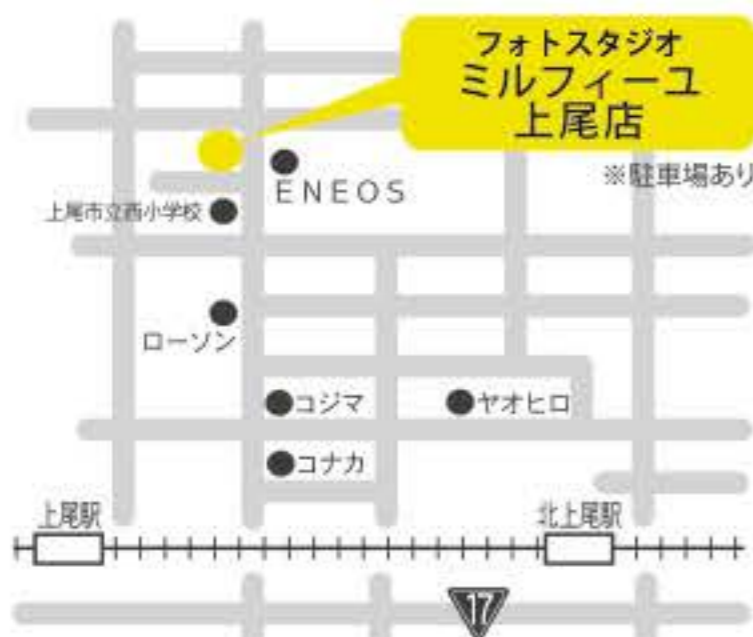 フォトスタジオ
ミルフィーユ
上尾店
※駐車場あり
ENEOS
上尾市立西小学校
ローソン
コジマ
ヤオヒロ
コナカ
上尾駅
北上尾駅
17